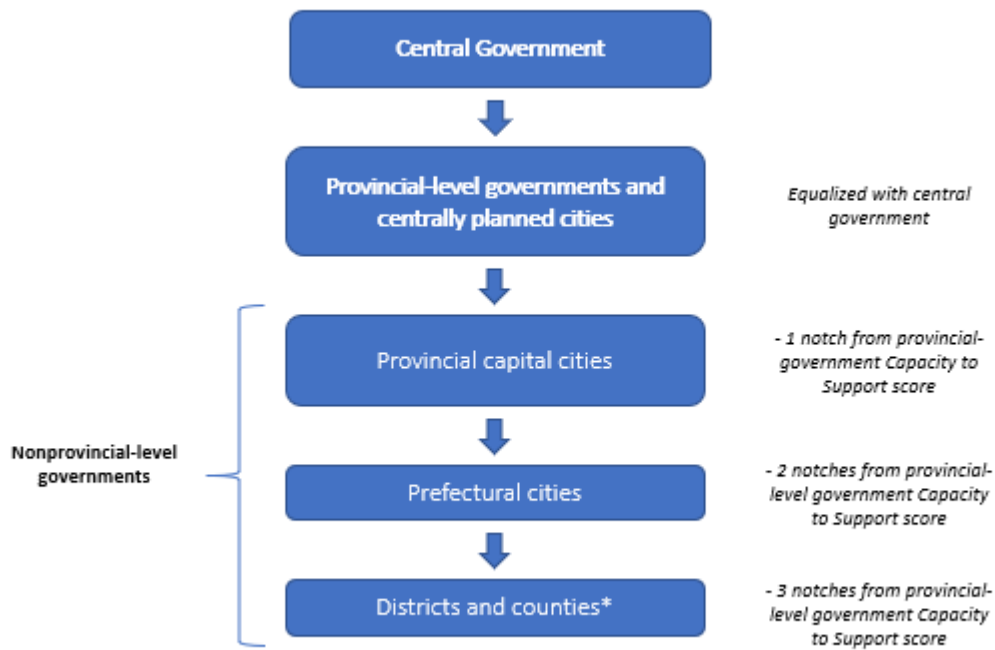 Central Government
Provincial-level governments and
centrally planned cities
Equalized with central
government
Provincial capital cities
- 1 notch from provincial-
government Capacity to
Support score
Nonprovincial-level
governments
Prefectural cities
- 2 notches from provincial-
level government Capacity
to Support score
Districts and counties*
- 3 notches from provincial-
level government Capacity
to Support score